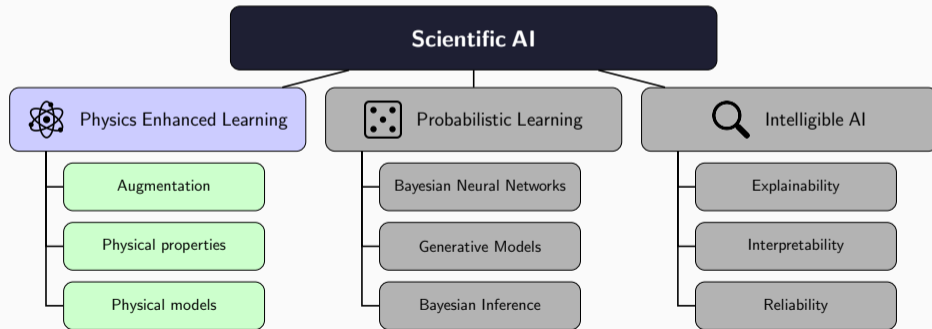 Scientific AI
Physics Enhanced Learning
Probabilistic Learning
Intelligible AI
Augmentation
Bayesian Neural Networks
Explainability
Physical properties
Generative Models
Interpretability
Physical models
Bayesian Inference
Reliability